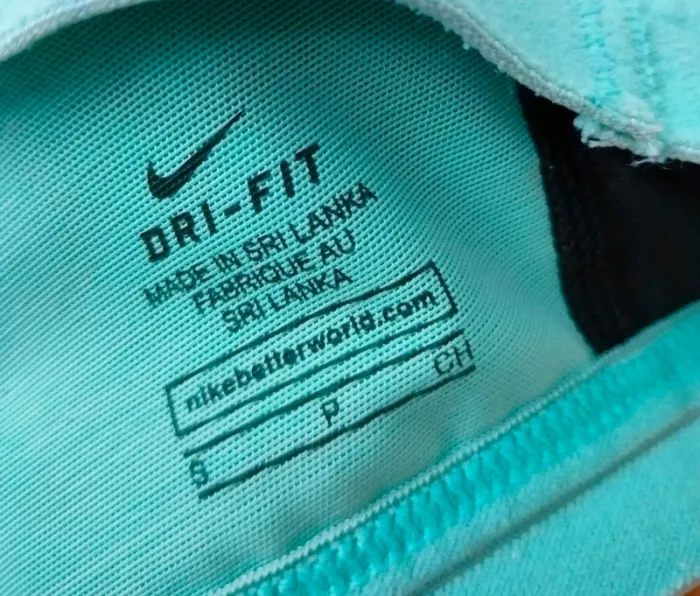 DRI-FIT
MADE IN SRI LANKA
FABRIQUE AU
SRI LANKA
nikebetterworld.com
S P CH